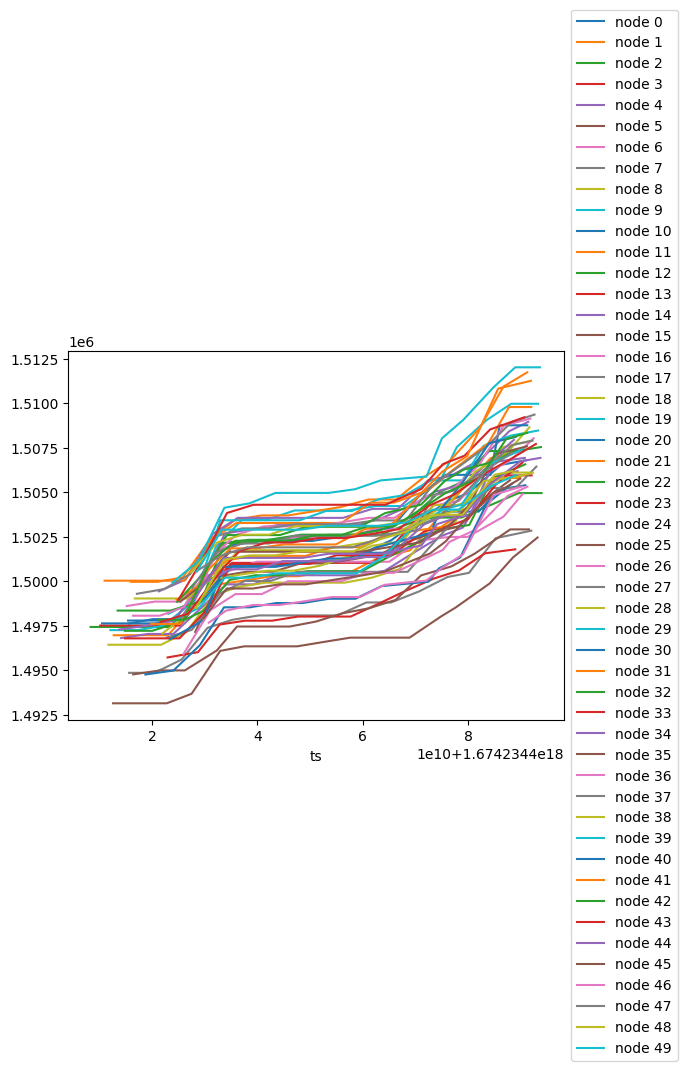 1e6
1.5125
1.5100
1.5075
1.5050
1.5025
1.5000
1.4975
1.4950
1.4925
2
4
6
8
1e10+1.6742344e18
ts
node 0
node 1
node 2
node 3
node 4
node 5
node 6
node 7
node 8
node 9
node 10
node 11
node 12
node 13
node 14
node 15
node 16
node 17
node 18
node 19
node 20
node 21
node 22
node 23
node 24
node 25
node 26
node 27
node 28
node 29
node 30
node 31
node 32
node 33
node 34
node 35
node 36
node 37
node 38
node 39
node 40
node 41
node 42
node 43
node 44
node 45
node 46
node 47
node 48
node 49